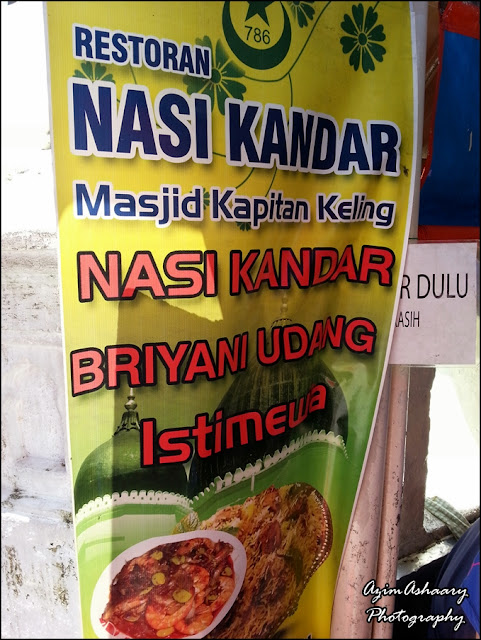 786
RESTORAN
NASI KANDAR
Masjid Kapitan Keling
NASI KANDAR
BRIYANI UDANG
Istimewa
R DULU
ASIH
AzimAshaary
Photography